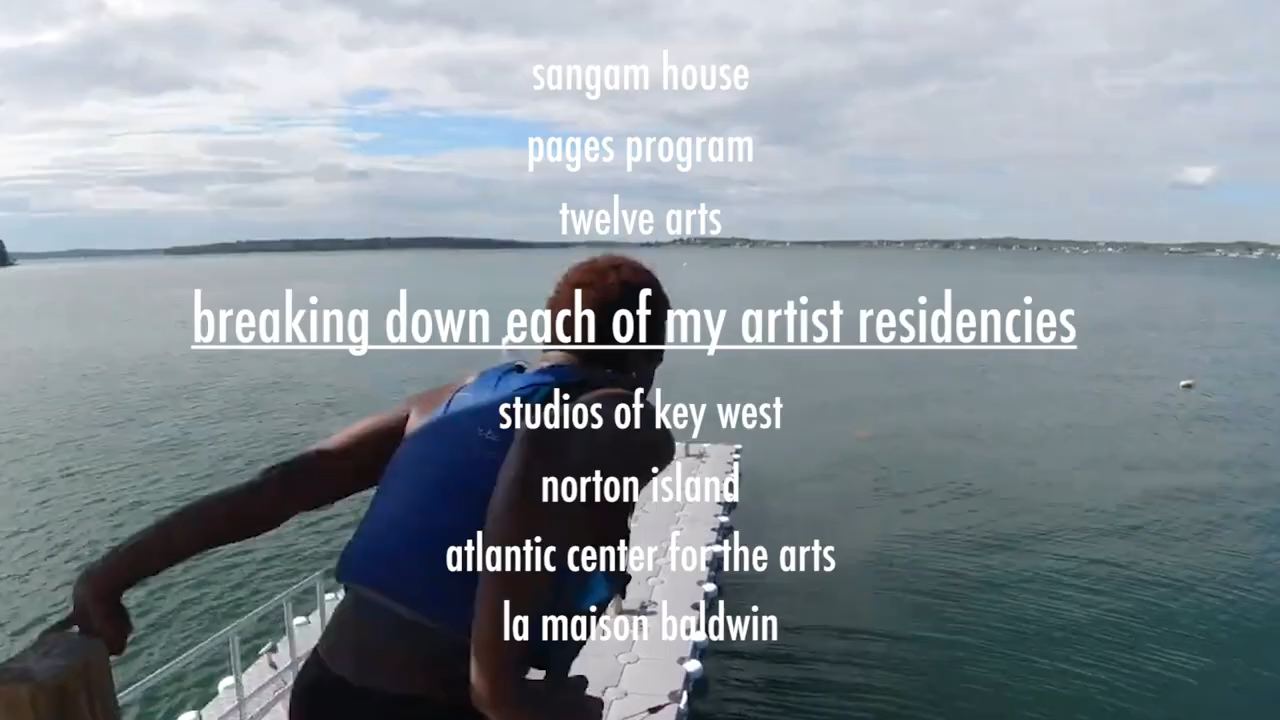 sangam house
pages program
twelve arts
breaking down each of my artist residencies
studios of key west
norton island
atlantic center for the arts
la maison baldwin